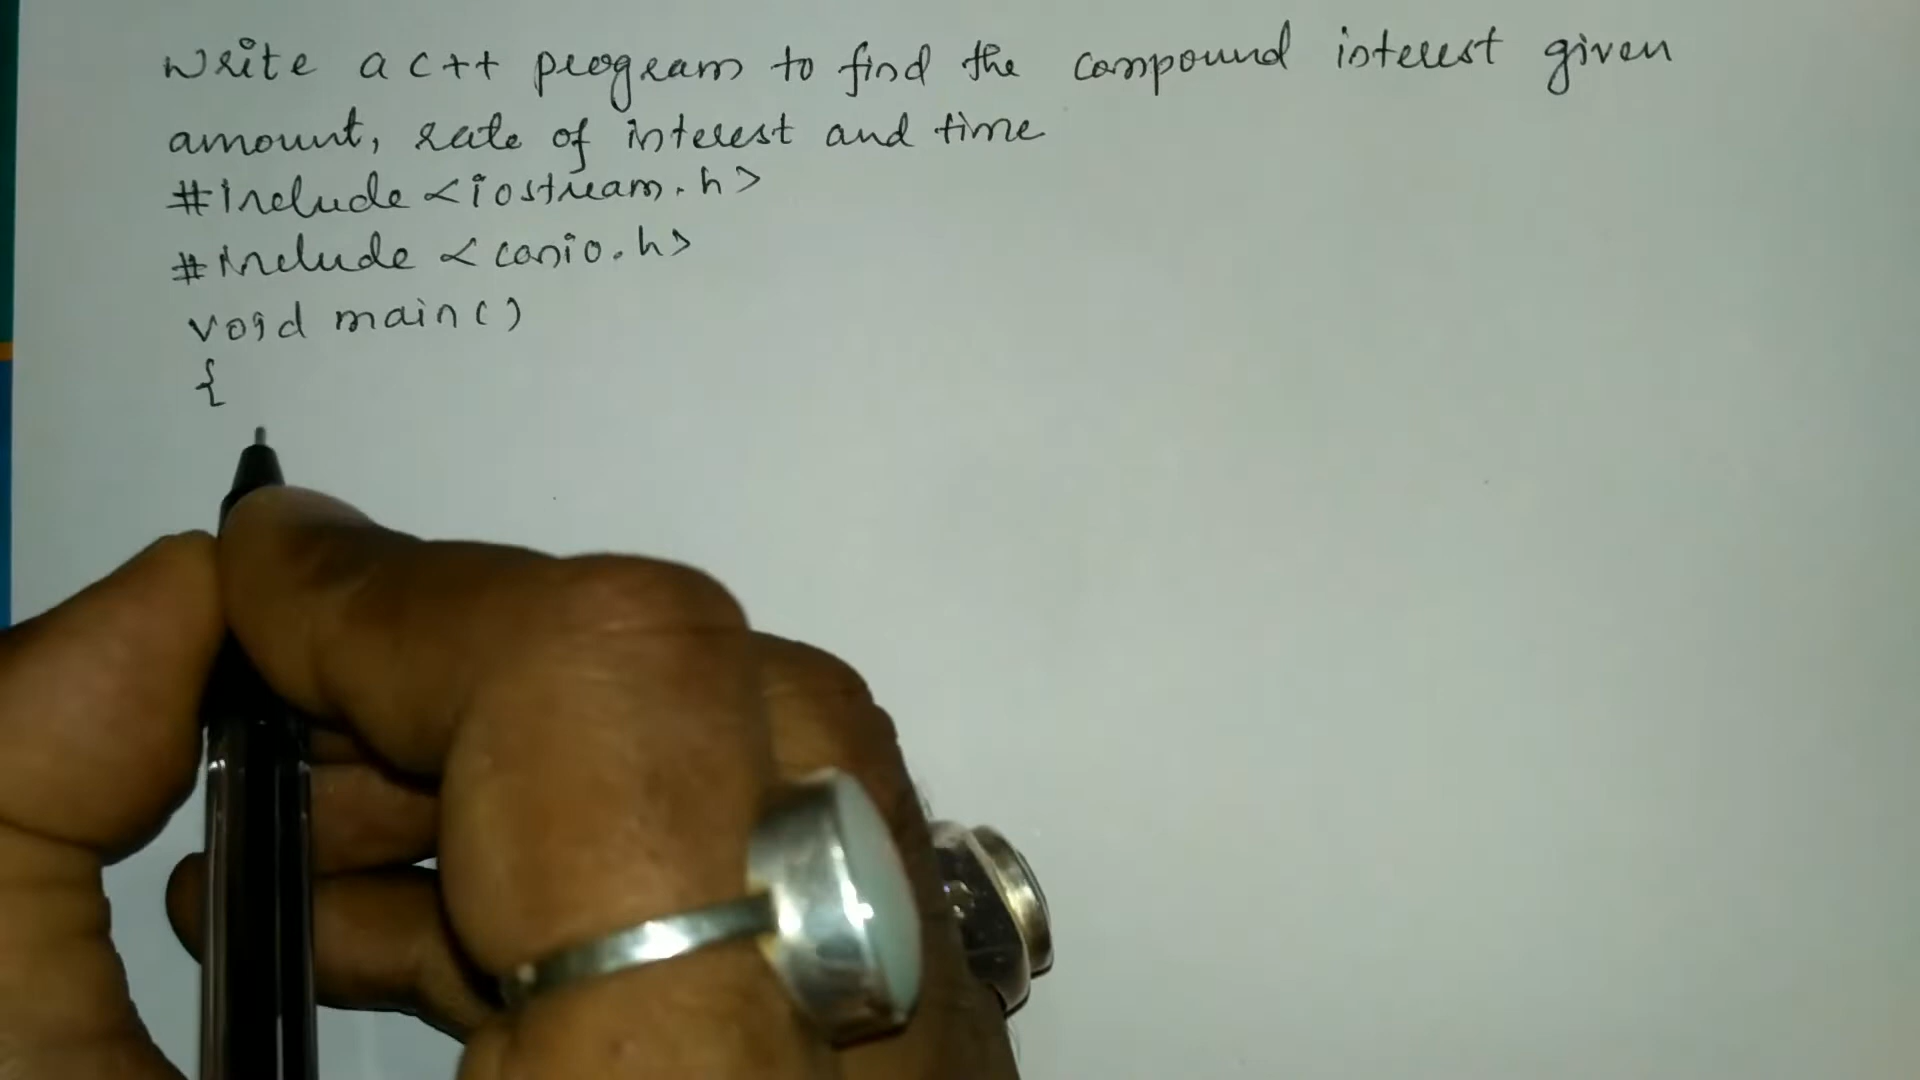 Write a c++ program to find the compound interest given
amount, rate of interest and time
#include <iostream.h>
#include <conio.h>
void main()
{